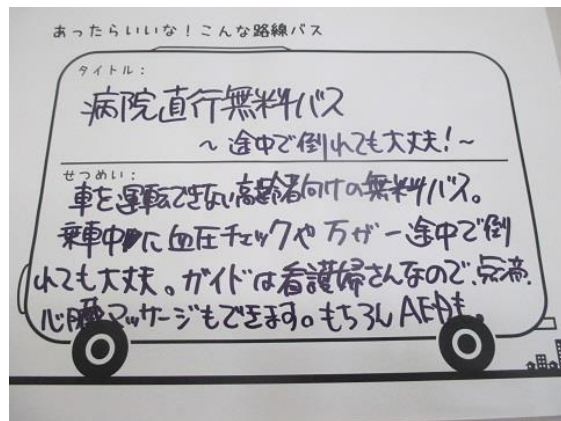 あったらいいな！こんな路線バス
タイトル：
病院直行無料バス
～途中で倒れても大丈夫！～
せつめい：
車を運転できない高齢者向けの無料バス。
乗車中に血圧チェックや万が一途中で倒
れても大丈夫。ガイドは看護婦さんなので、点滴、
心臓マッサージもできます。もちろんAEDも。